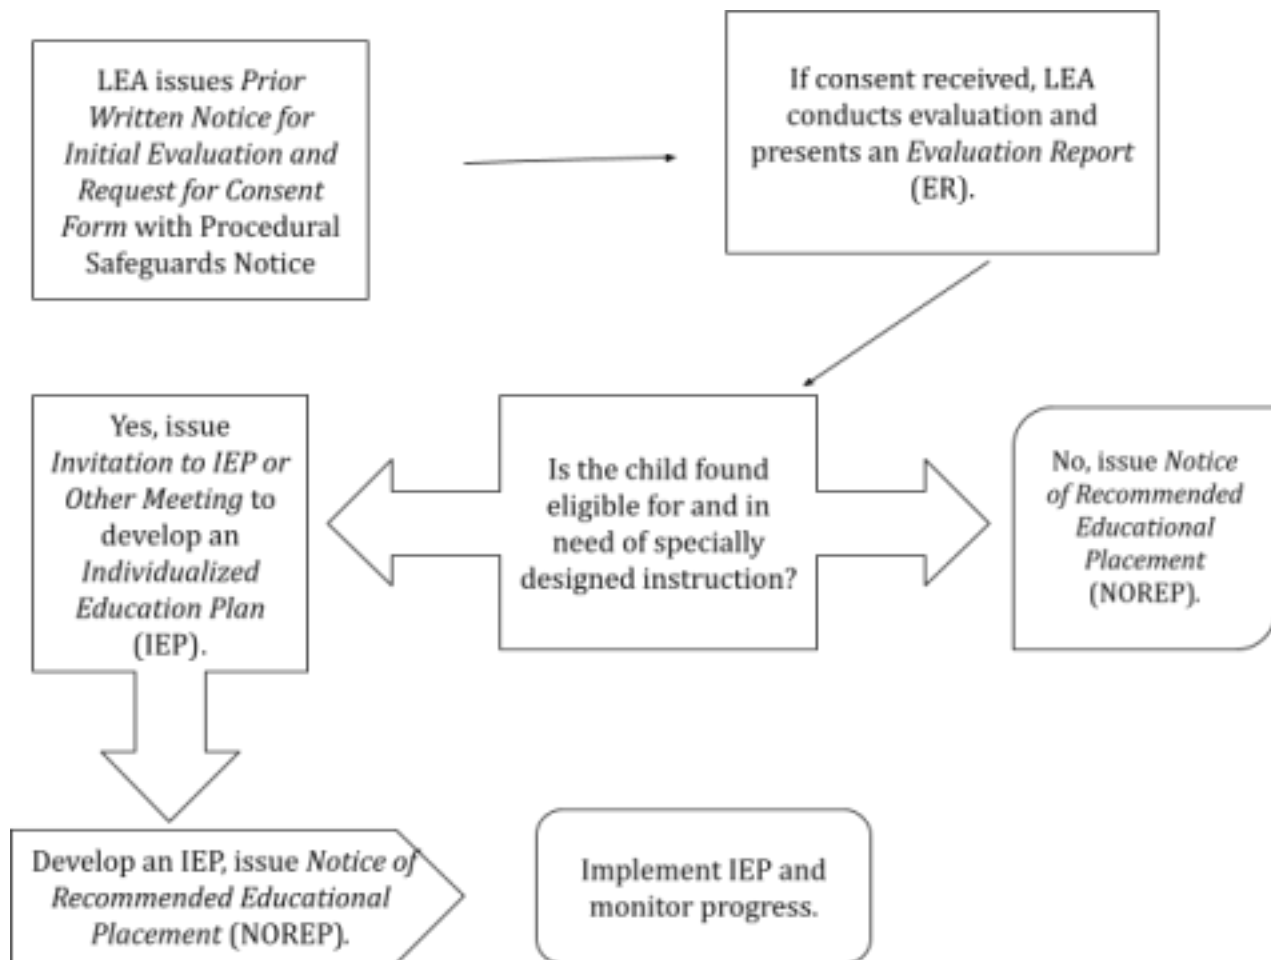 LEA issues Prior
Written Notice for
Initial Evaluation and
Request for Consent
Form with Procedural
Safeguards Notice
If consent received, LEA
conducts evaluation and
presents an Evaluation Report
(ER).
Is the child found
eligible for and in
need of specially
designed instruction?
Yes, issue
Invitation to IEP or
Other Meeting to
develop an
Individualized
Education Plan
(IEP).
No, issue Notice
of Recommended
Educational
Placement
(NOREP).
Develop an IEP, issue Notice of
Recommended Educational
Placement (NOREP).
Implement IEP and
monitor progress.